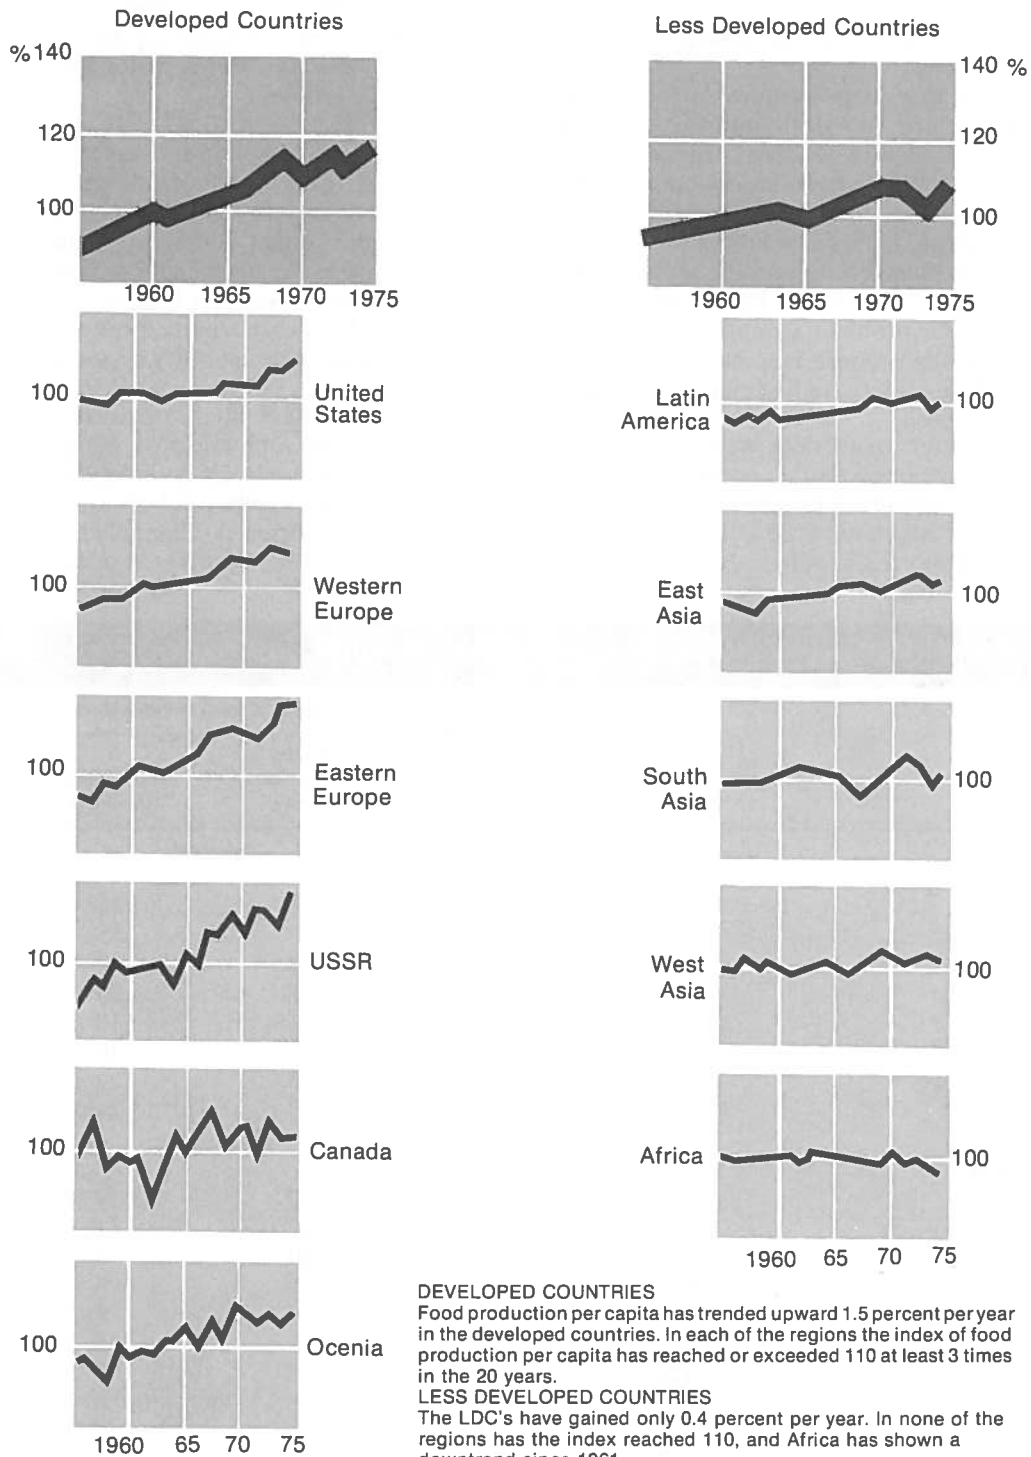 Developed Countries
Less Developed Countries
% 140
120
100
1960 1965 1970 1975
140 %
120
100
1960 1965 1970 1975
100
United
States
100
Western
Europe
100
Eastern
Europe
100
USSR
100
Canada
100
Ocenia
1960 65 70 75
Latin
America
100
East
Asia
100
South
Asia
100
West
Asia
100
Africa
100
1960 65 70 75
DEVELOPED COUNTRIES
Food production per capita has trended upward 1.5 percent per year
in the developed countries. In each of the regions the index of food
production per capita has reached or exceeded 110 at least 3 times
in the 20 years.
LESS DEVELOPED COUNTRIES
The LDC's have gained only 0.4 percent per year. In none of the
regions has the index reached 110, and Africa has shown a